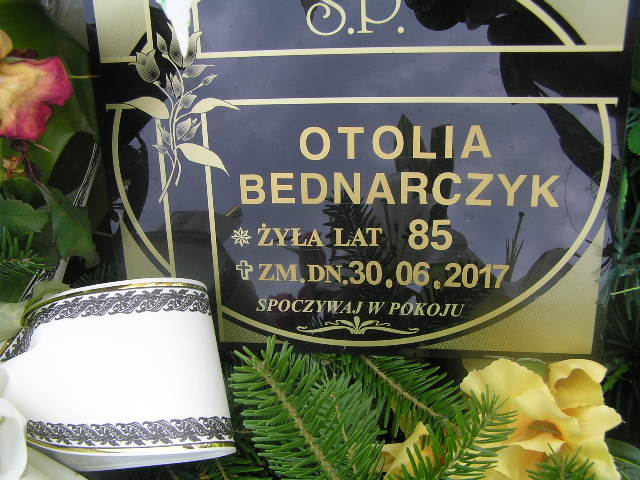 Ś.P.
OTOLIA
BEDNARCZYK
ŻYŁA LAT 85
ZM. DN. 30.06.2017
SPOCZYWAJ W POKOJU